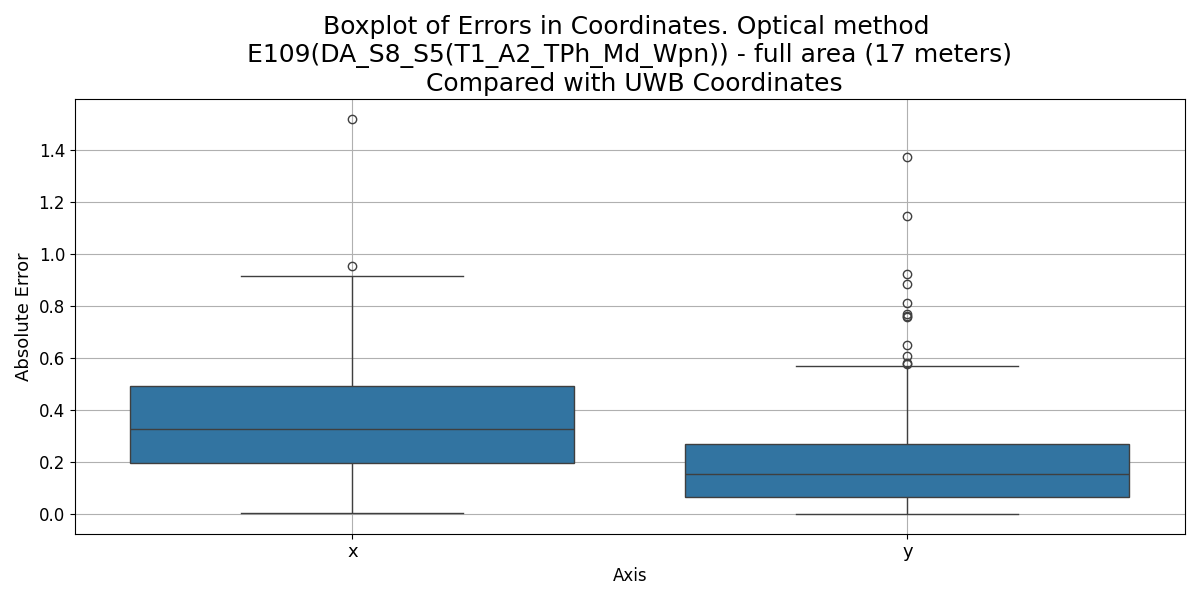 Boxplot of Errors in Coordinates. Optical method
E109(DA_S8_S5(T1_A2_TPh_Md_Wpn)) - full area (17 meters)
Compared with UWB Coordinates
Absolute Error
1.4
1.2
1.0
0.8
0.6
0.4
0.2
0.0
x y
Axis